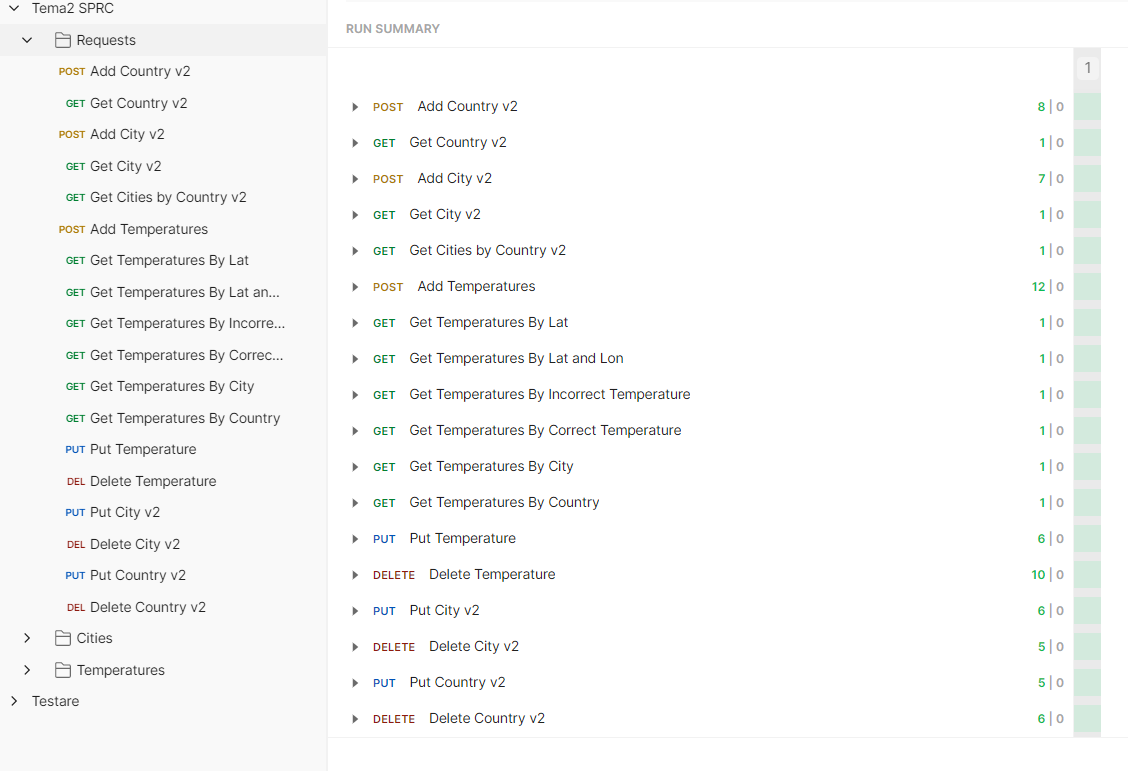 Tema2 SPRC
Requests
POST Add Country v2
GET Get Country v2
POST Add City v2
GET Get City v2
GET Get Cities by Country v2
POST Add Temperatures
GET Get Temperatures By Lat
GET Get Temperatures By Lat an...
GET Get Temperatures By Incorre...
GET Get Temperatures By Correc...
GET Get Temperatures By City
GET Get Temperatures By Country
PUT Put Temperature
DEL Delete Temperature
PUT Put City v2
DEL Delete City v2
PUT Put Country v2
DEL Delete Country v2
Cities
Temperatures
Testare
RUN SUMMARY
1
POST Add Country v2 8 | 0
GET Get Country v2 1 | 0
POST Add City v2 7 | 0
GET Get City v2 1 | 0
GET Get Cities by Country v2 1 | 0
POST Add Temperatures 12 | 0
GET Get Temperatures By Lat 1 | 0
GET Get Temperatures By Lat and Lon 1 | 0
GET Get Temperatures By Incorrect Temperature 1 | 0
GET Get Temperatures By Correct Temperature 1 | 0
GET Get Temperatures By City 1 | 0
GET Get Temperatures By Country 1 | 0
PUT Put Temperature 6 | 0
DELETE Delete Temperature 10 | 0
PUT Put City v2 6 | 0
DELETE Delete City v2 5 | 0
PUT Put Country v2 5 | 0
DELETE Delete Country v2 6 | 0